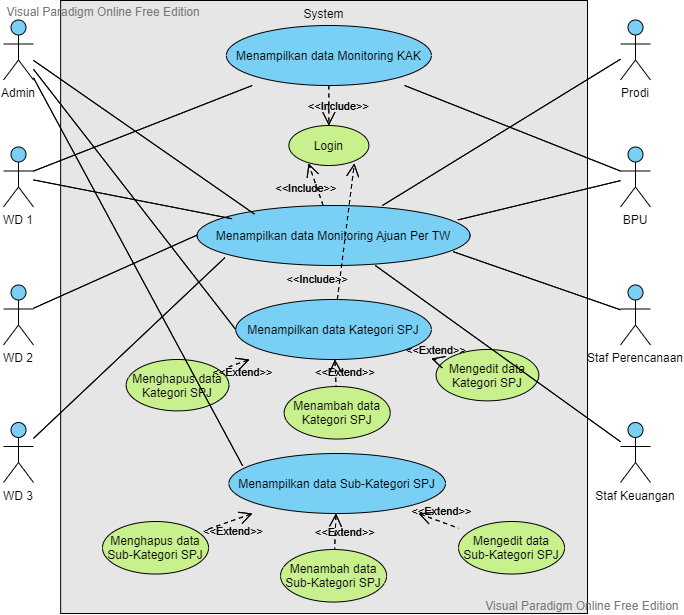 Visual Paradigm Online Free Edition
System
Menampilkan data Monitoring KAK
Admin
Prodi
<<Include>>
Login
<<Include>>
WD 1
BPU
Menampilkan data Monitoring Ajuan Per TW
<<Include>>
Menampilkan data Kategori SPJ
WD 2
Staf Perencanaan
<<Extend>>
<<Extend>>
<<Extend>>
Menghapus data
Kategori SPJ
Menambah data
Kategori SPJ
Mengedit data
Kategori SPJ
Menampilkan data Sub-Kategori SPJ
WD 3
Staf Keuangan
<<Extend>>
<<Extend>>
<<Extend>>
Menghapus data
Sub-Kategori SPJ
Menambah data
Sub-Kategori SPJ
Mengedit data
Sub-Kategori SPJ
Visual Paradigm Online Free Edition